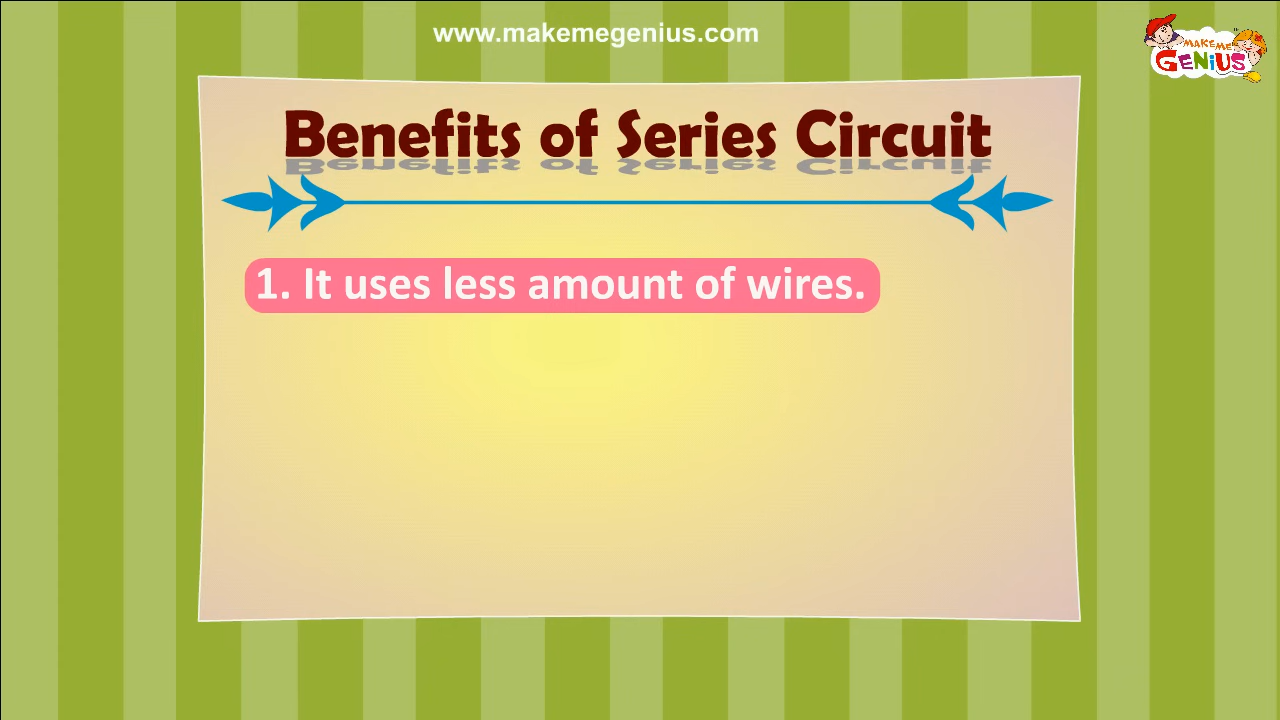 www.makemegenius.com
MAKE ME
GENiUS
Benefits of Series Circuit
1. It uses less amount of wires.